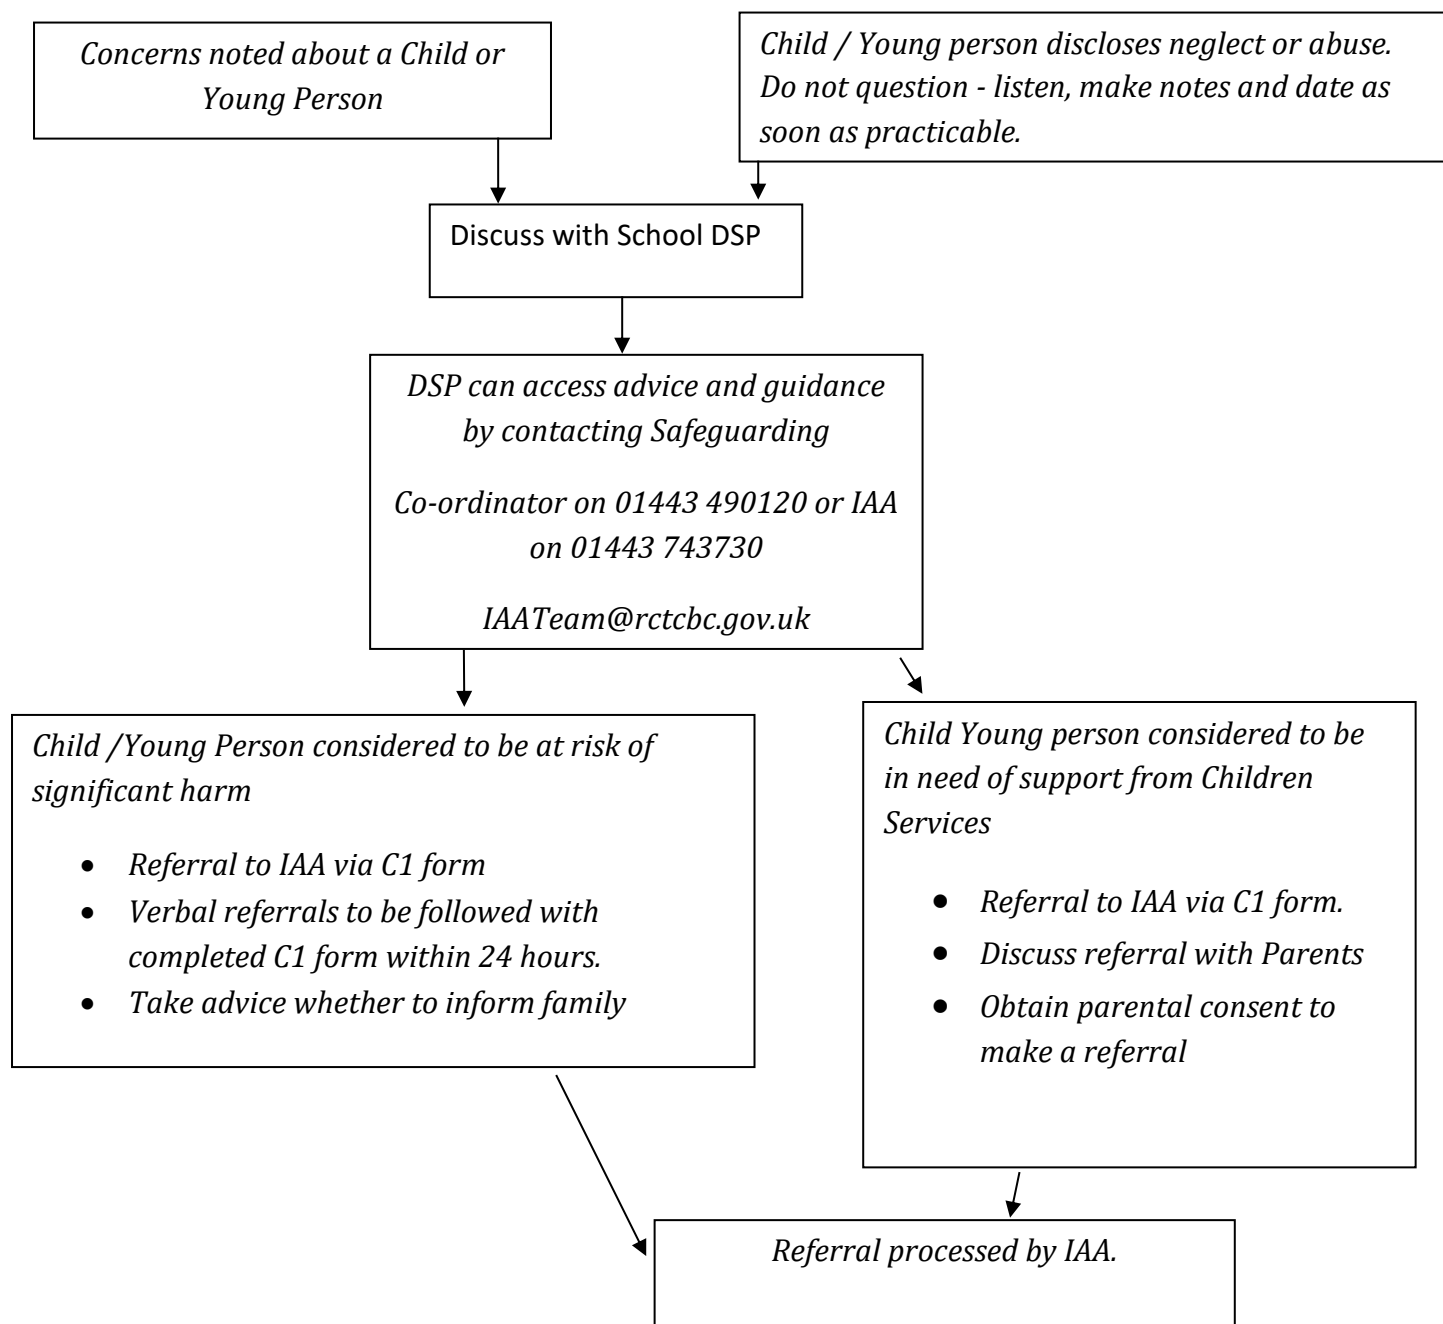 Concerns noted about a Child or
Young Person
Child / Young person discloses neglect or abuse.
Do not question - listen, make notes and date as
soon as practicable.
Discuss with School DSP
DSP can access advice and guidance
by contacting Safeguarding
Co-ordinator on 01443 490120 or IAA
on 01443 743730
IAATeam@rctcbc.gov.uk
Child /Young Person considered to be at risk of
significant harm
• Referral to IAA via C1 form
• Verbal referrals to be followed with
completed C1 form within 24 hours.
• Take advice whether to inform family
Child Young person considered to be
in need of support from Children
Services
• Referral to IAA via C1 form.
• Discuss referral with Parents
• Obtain parental consent to
make a referral
Referral processed by IAA.